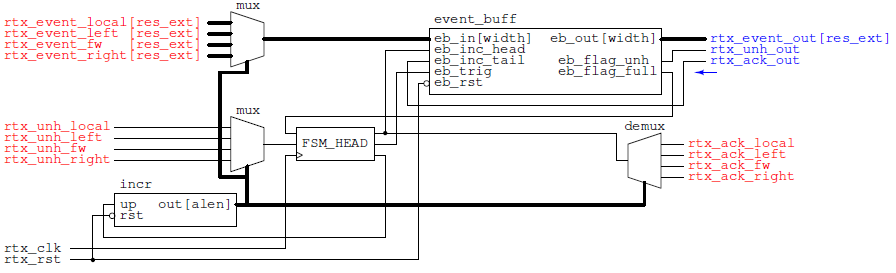 mux
event_buff
rtx_event_local[res_ext]
rtx_event_left [res_ext]
rtx_event_fw [res_ext]
rtx_event_right[res_ext]
eb_in[width] eb_out[width]
eb_inc_head
eb_inc_tail eb_flag_unh
eb_trig eb_flag_full
eb_rst
rtx_event_out[res_ext]
rtx_unh_out
rtx_ack_out
mux
rtx_unh_local
rtx_unh_left
rtx_unh_fw
rtx_unh_right
FSM_HEAD
demux
rtx_ack_local
rtx_ack_left
rtx_ack_fw
rtx_ack_right
incr
up out[alen]
rst
rtx_clk
rtx_rst